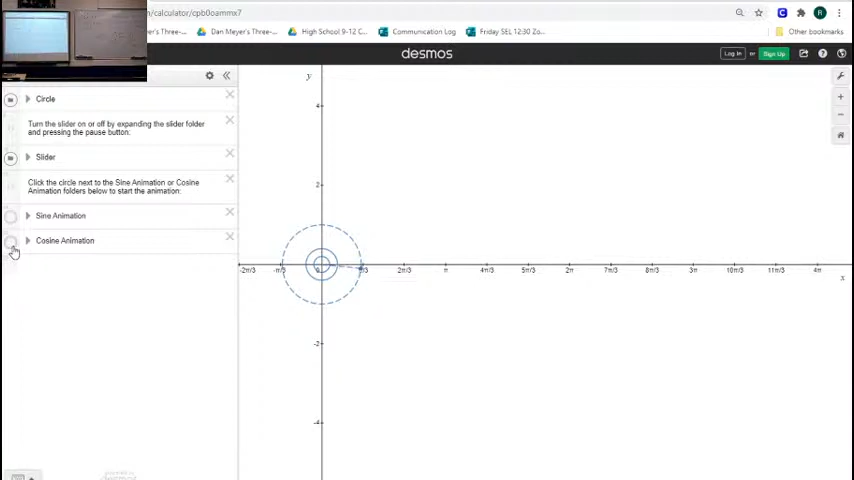 m/calculator/cpb0oammx7
er's Three-...
Dan Meyer's Three-...
High School 9-12 C...
Communication Log
Friday SEL 12:30 Zo...
Other bookmarks
R
desmos
Log In
or
Sign Up
Circle
Turn the slider on or off by expanding the slider folder
and pressing the pause button:
Slider
Click the circle next to the Sine Animation or Cosine
Animation folders below to start the animation:
Sine Animation
Cosine Animation
y
4
2
-2π/3
-π/3
0
π/3
2π/3
π
4π/3
5π/3
2π
7π/3
8π/3
3π
10π/3
11π/3
4π
x
-2
-4